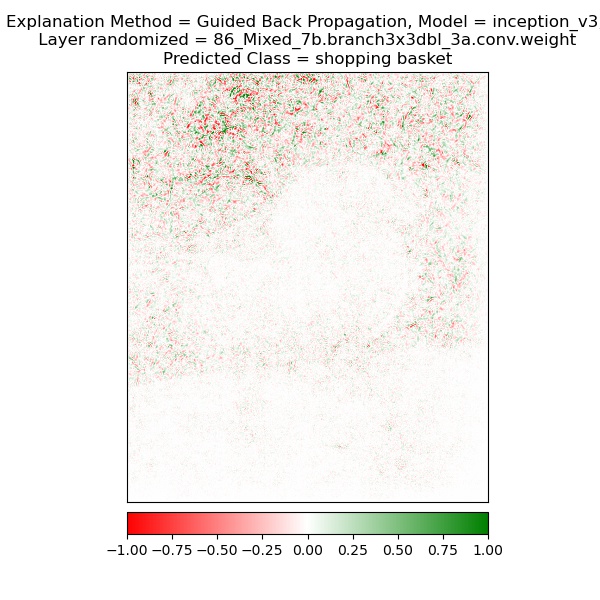 Explanation Method = Guided Back Propagation, Model = inception_v3
Layer randomized = 86_Mixed_7b.branch3x3dbl_3a.conv.weight
Predicted Class = shopping basket
−1.00 −0.75 −0.50 −0.25 0.00 0.25 0.50 0.75 1.00